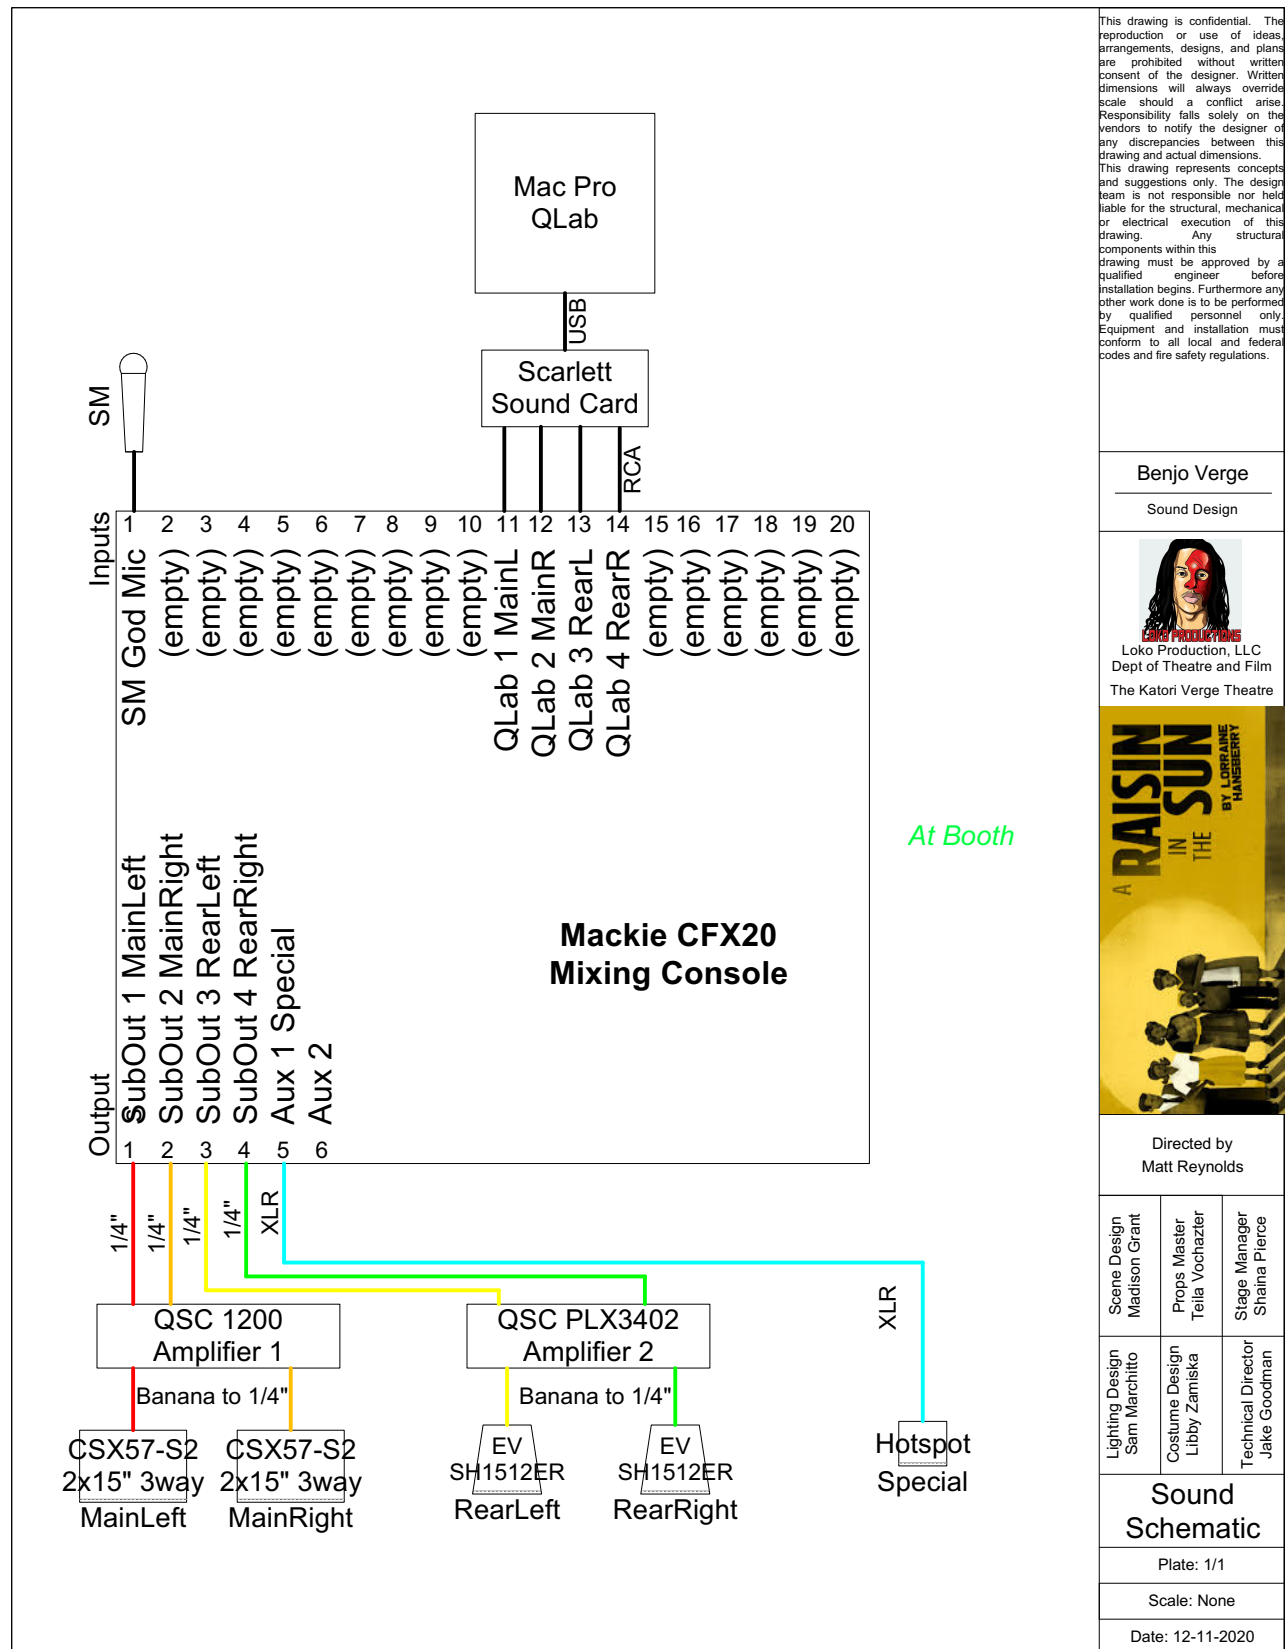 Mac Pro
QLab
USB
Scarlett
Sound Card
RCA
SM
Inputs
1 2 3 4 5 6 7 8 9 10 11 12 13 14 15 16 17 18 19 20
SM God Mic
(empty)
(empty)
(empty)
(empty)
(empty)
(empty)
(empty)
(empty)
(empty)
QLab 1 MainL
QLab 2 MainR
QLab 3 RearL
QLab 4 RearR
(empty)
(empty)
(empty)
(empty)
(empty)
(empty)
At Booth
Mackie CFX20
Mixing Console
Output
SubOut 1 MainLeft
SubOut 2 MainRight
SubOut 3 RearLeft
SubOut 4 RearRight
Aux 1 Special
Aux 2
1 2 3 4 5 6
1/4"
1/4"
1/4"
1/4"
XLR
XLR
QSC 1200
Amplifier 1
QSC PLX3402
Amplifier 2
Banana to 1/4"
Banana to 1/4"
CSX57-S2
2x15" 3way
MainLeft
CSX57-S2
2x15" 3way
MainRight
EV
SH1512ER
RearLeft
EV
SH1512ER
RearRight
Hotspot
Special
This drawing is confidential. The
reproduction or use of ideas,
arrangements, designs, and plans
are prohibited without written
consent of the designer. Written
dimensions will always override
scale should a conflict arise.
Responsibility falls solely on the
vendors to notify the designer of
any discrepancies between this
drawing and actual dimensions.
This drawing represents concepts
and suggestions only. The design
team is not responsible nor held
liable for the structural, mechanical
or electrical execution of this
drawing. Any structural
components within this
drawing must be approved by a
qualified engineer before
installation begins. Furthermore any
other work done is to be performed
by qualified personnel only.
Equipment and installation must
conform to all local and federal
codes and fire safety regulations.
Benjo Verge
Sound Design
LOKO PRODUCTIONS
Loko Production, LLC
Dept of Theatre and Film
The Katori Verge Theatre
A RAISIN
IN THE SUN
BY LORRAINE
HANSBERRY
Directed by
Matt Reynolds
Scene Design
Madison Grant
Props Master
Teila Vochazter
Stage Manager
Shaina Pierce
Lighting Design
Sam Marchitto
Costume Design
Libby Zamiska
Technical Director
Jake Goodman
Sound
Schematic
Plate: 1/1
Scale: None
Date: 12-11-2020